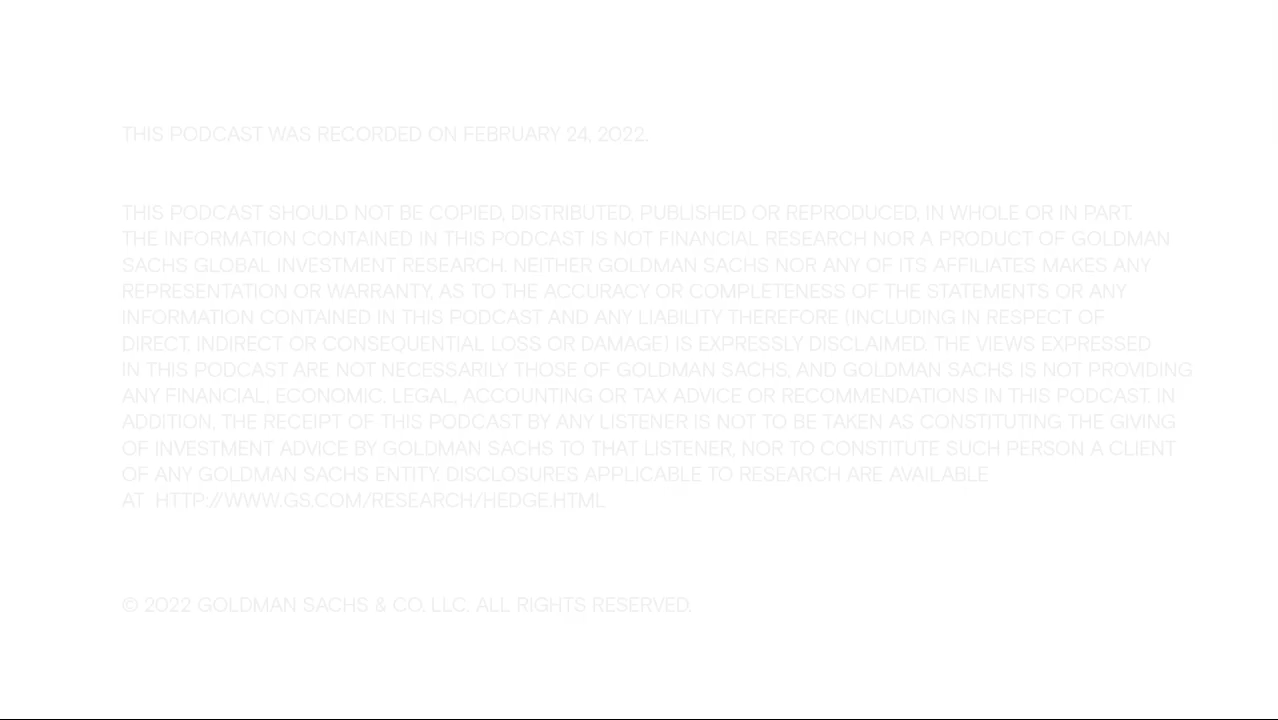 THIS PODCAST WAS RECORDED ON FEBRUARY 24, 2022.
THIS PODCAST SHOULD NOT BE COPIED, DISTRIBUTED, PUBLISHED OR REPRODUCED, IN WHOLE OR IN PART.
THE INFORMATION CONTAINED IN THIS PODCAST IS NOT FINANCIAL RESEARCH NOR A PRODUCT OF GOLDMAN
SACHS GLOBAL INVESTMENT RESEARCH. NEITHER GOLDMAN SACHS NOR ANY OF ITS AFFILIATES MAKES ANY
REPRESENTATION OR WARRANTY, AS TO THE ACCURACY OR COMPLETENESS OF THE STATEMENTS OR ANY
INFORMATION CONTAINED IN THIS PODCAST AND ANY LIABILITY THEREFORE (INCLUDING IN RESPECT OF
DIRECT, INDIRECT OR CONSEQUENTIAL LOSS OR DAMAGE) IS EXPRESSLY DISCLAIMED. THE VIEWS EXPRESSED
IN THIS PODCAST ARE NOT NECESSARILY THOSE OF GOLDMAN SACHS, AND GOLDMAN SACHS IS NOT PROVIDING
ANY FINANCIAL, ECONOMIC, LEGAL, ACCOUNTING OR TAX ADVICE OR RECOMMENDATIONS IN THIS PODCAST. IN
ADDITION, THE RECEIPT OF THIS PODCAST BY ANY LISTENER IS NOT TO BE TAKEN AS CONSTITUTING THE GIVING
OF INVESTMENT ADVICE BY GOLDMAN SACHS TO THAT LISTENER, NOR TO CONSTITUTE SUCH PERSON A CLIENT
OF ANY GOLDMAN SACHS ENTITY. DISCLOSURES APPLICABLE TO RESEARCH ARE AVAILABLE
AT HTTP://WWW.GS.COM/RESEARCH/HEDGE.HTML
© 2022 GOLDMAN SACHS & CO. LLC. ALL RIGHTS RESERVED.